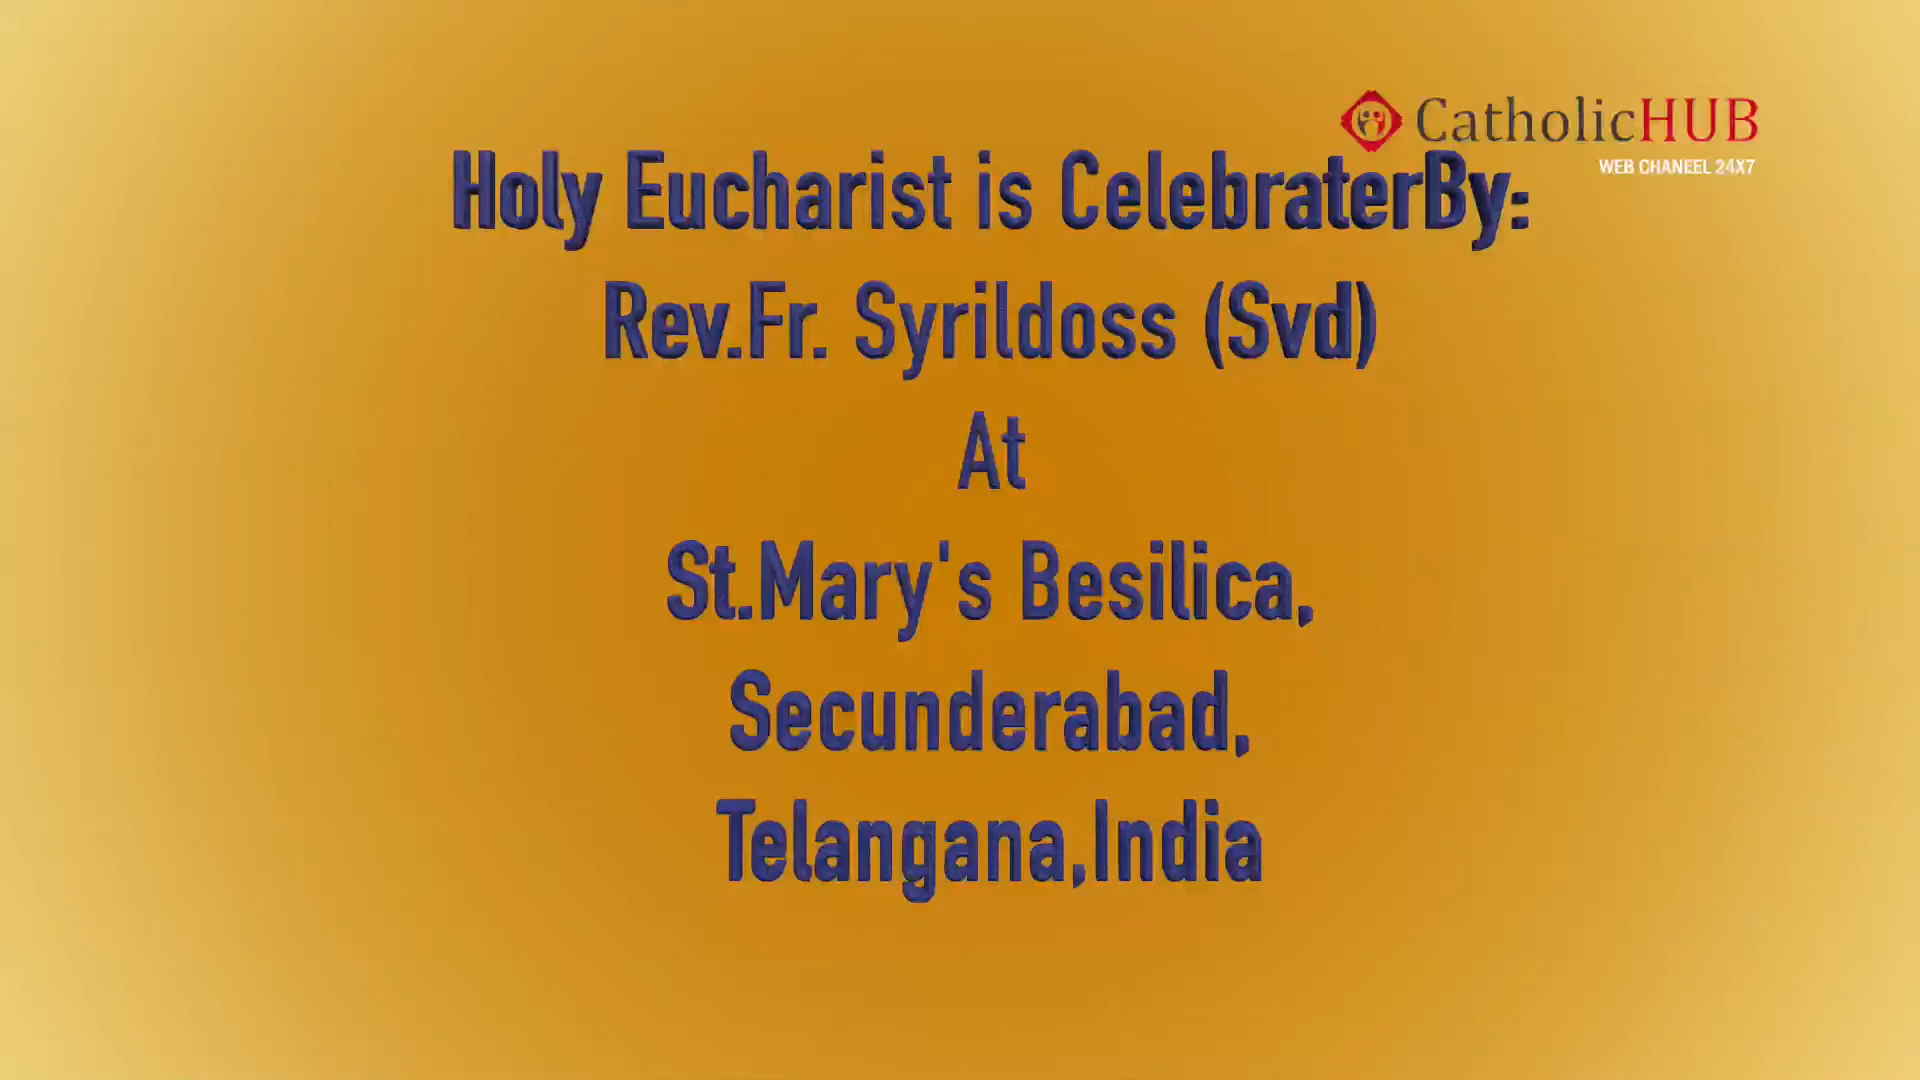 CatholicHUB
WEB CHANEEL 24X7
Holy Eucharist is CelebraterBy:
Rev.Fr. Syrildoss (Svd)
At
St.Mary's Besilica,
Secunderabad,
Telangana,India